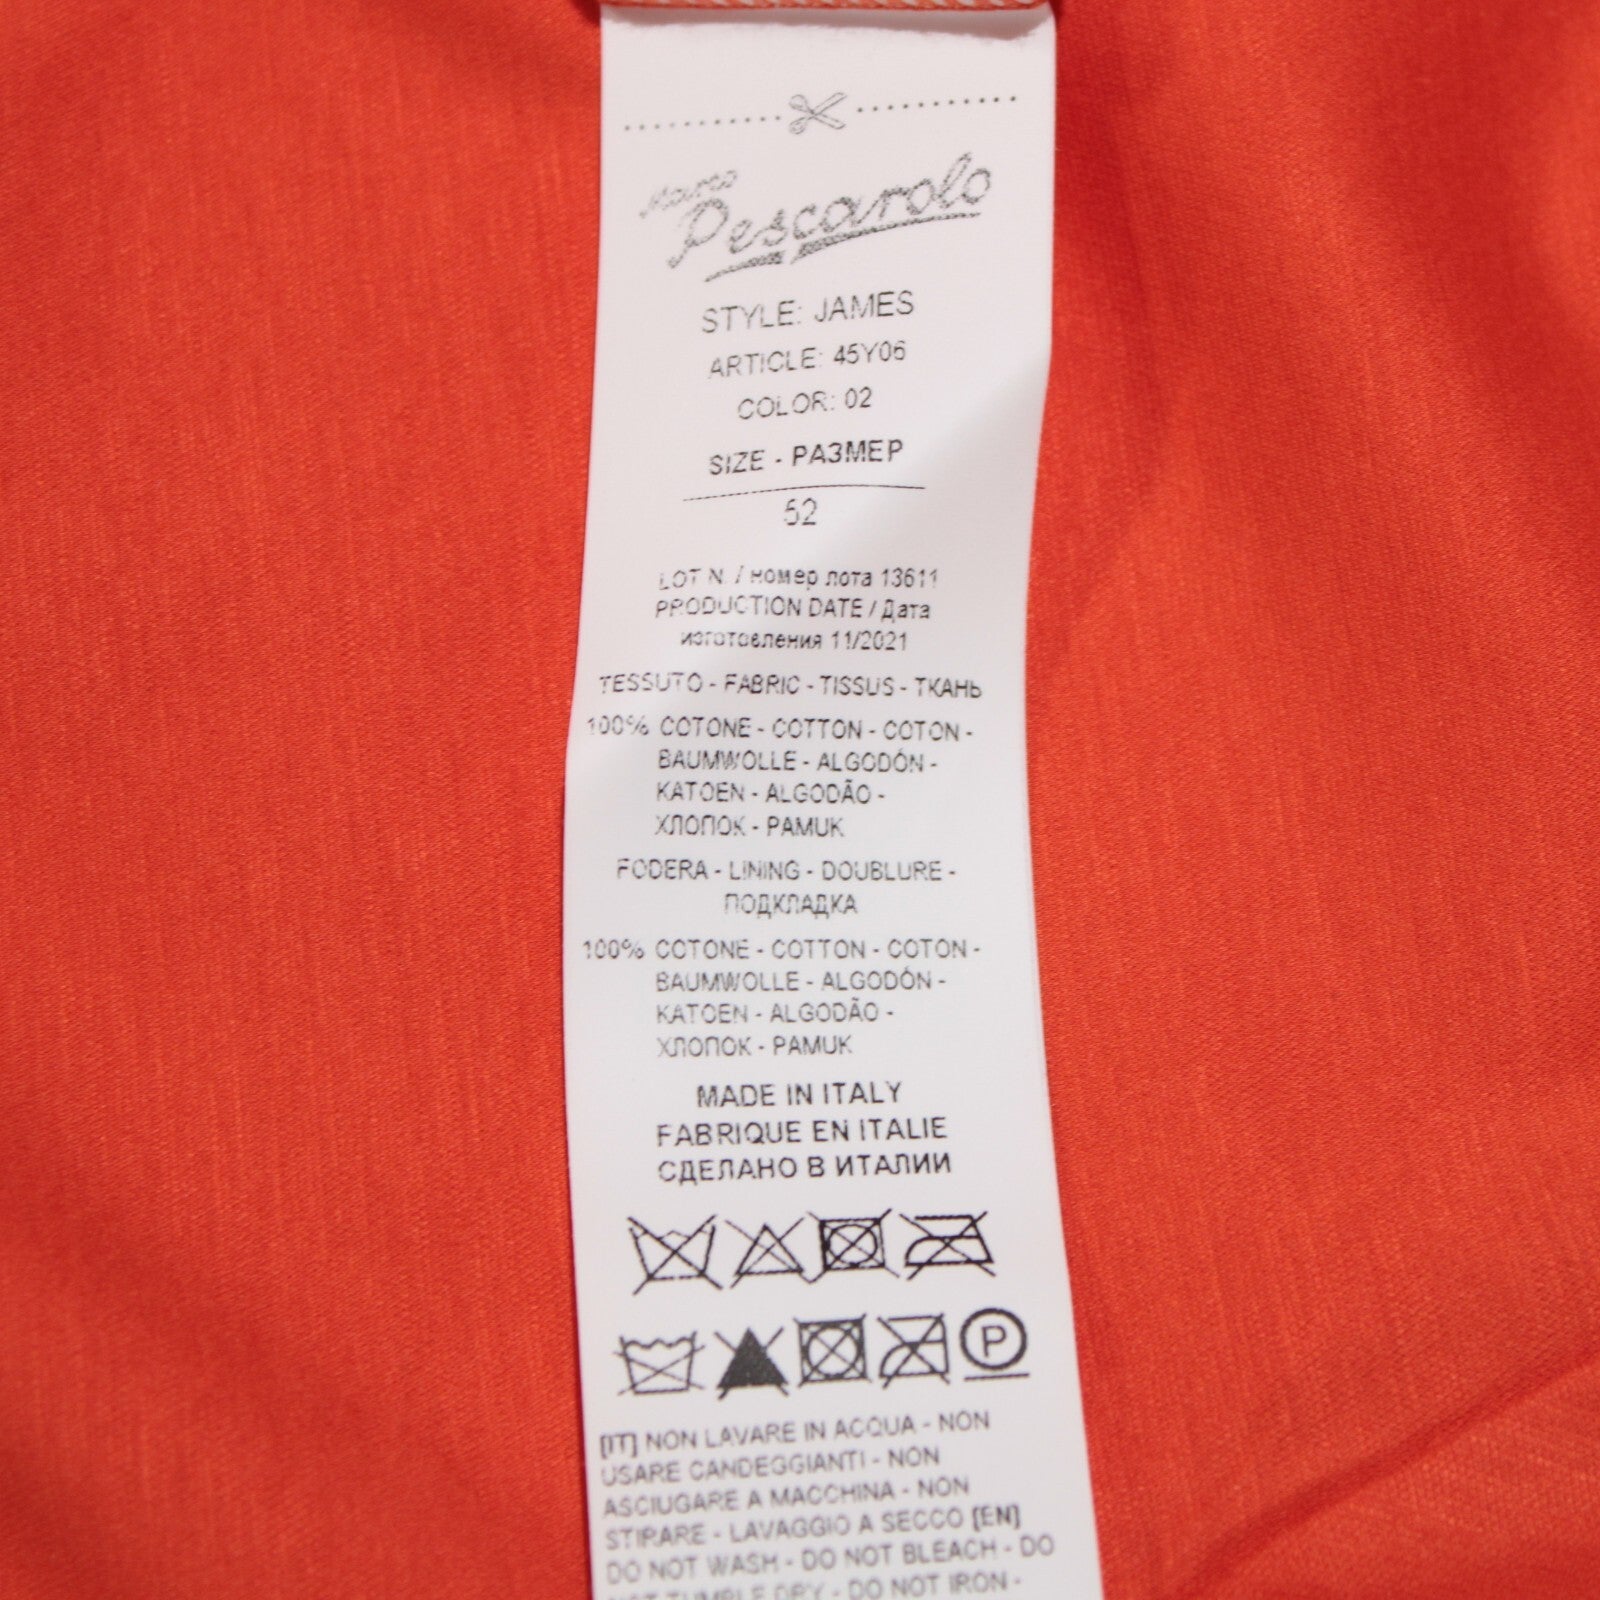 Marco
Pescarolo
STYLE: JAMES
ARTICLE: 45Y06
COLOR: 02
SIZE - РАЗМЕР
52
LOT N. / номер лота 13611
PRODUCTION DATE / Дата
изготовления 11/2021
TESSUTO - FABRIC - TISSUS - ТКАНЬ
100% COTONE - COTTON - COTON -
BAUMWOLLE - ALGODÓN -
KATOEN - ALGODÃO -
ХЛОПОК - PAMUK
FODERA - LINING - DOUBLURE -
ПОДКЛАДКА
100% COTONE - COTTON - COTON -
BAUMWOLLE - ALGODÓN -
KATOEN - ALGODÃO -
ХЛОПОК - PAMUK
MADE IN ITALY
FABRIQUE EN ITALIE
СДЕЛАНО В ИТАЛИИ
P
[IT] NON LAVARE IN ACQUA - NON
USARE CANDEGGIANTI - NON
ASCIUGARE A MACCHINA - NON
STIRARE - LAVAGGIO A SECCO [EN]
DO NOT WASH - DO NOT BLEACH - DO
NOT TUMBLE DRY - DO NOT IRON -